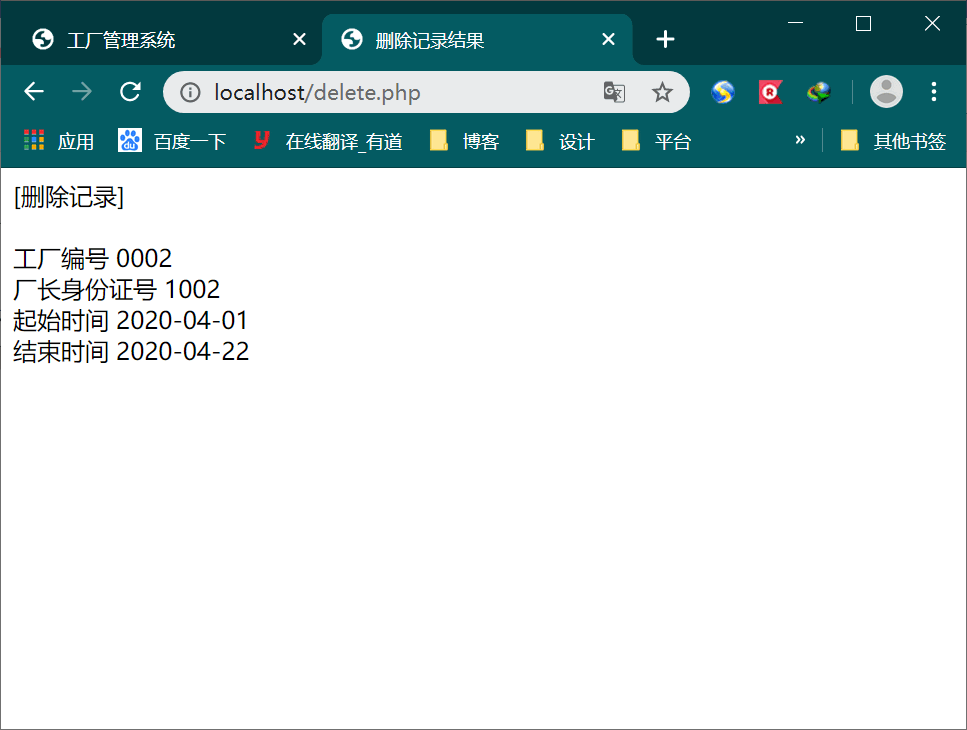 工厂管理系统
删除记录结果
localhost/delete.php
应用
百度一下
在线翻译_有道
博客
设计
平台
»
其他书签
[删除记录]
工厂编号 0002
厂长身份证号 1002
起始时间 2020-04-01
结束时间 2020-04-22